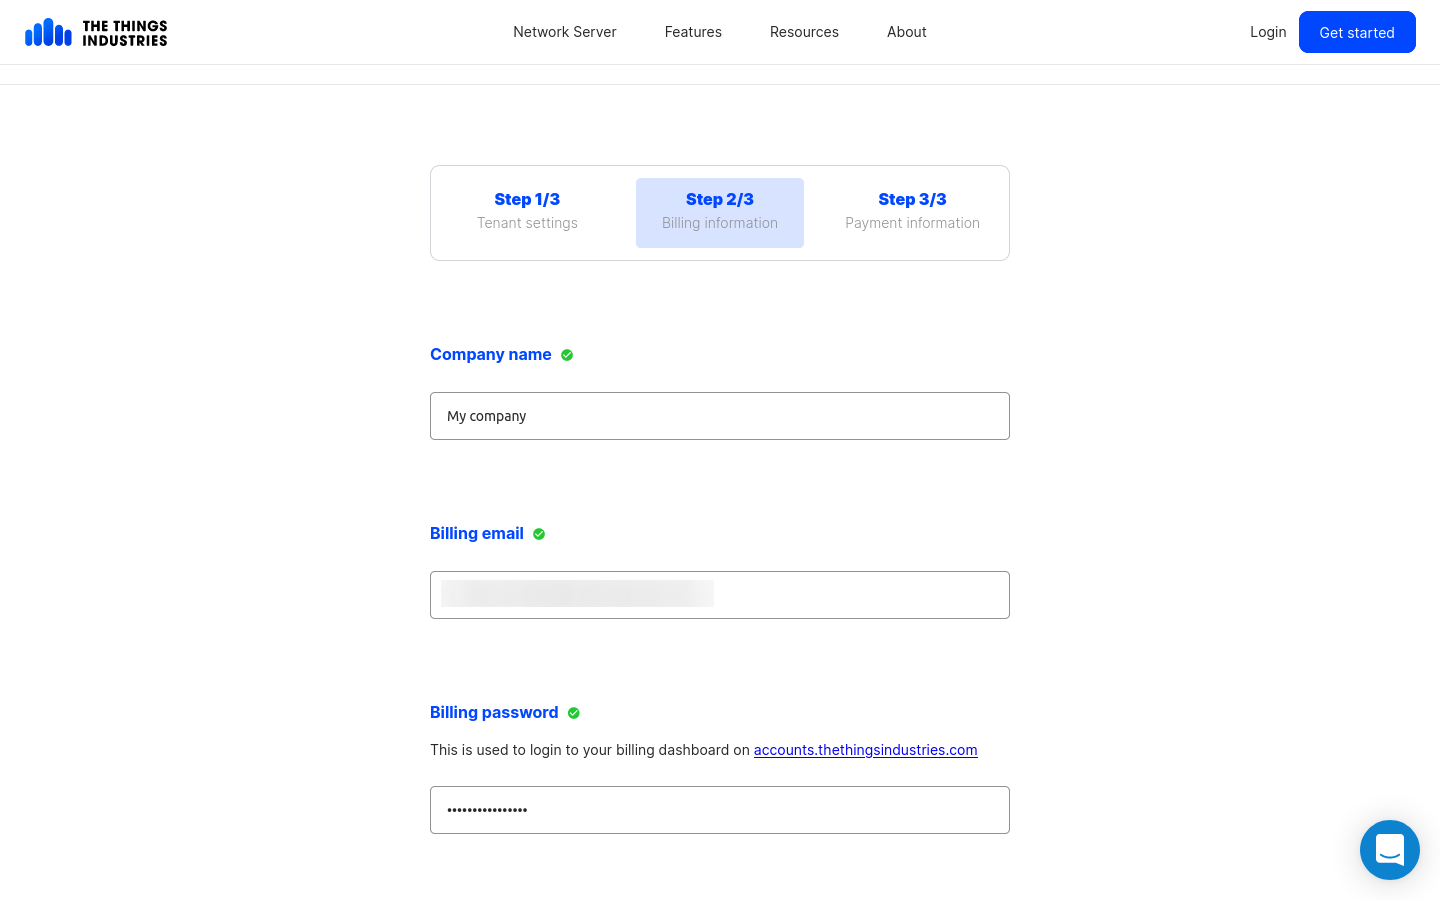 THE THINGS
INDUSTRIES
Network Server
Features
Resources
About
Login
Get started
Step 1/3
Tenant settings
Step 2/3
Billing information
Step 3/3
Payment information
Company name
My company
Billing email
Billing password
This is used to login to your billing dashboard on accounts.thethingsindustries.com
••••••••••••••••